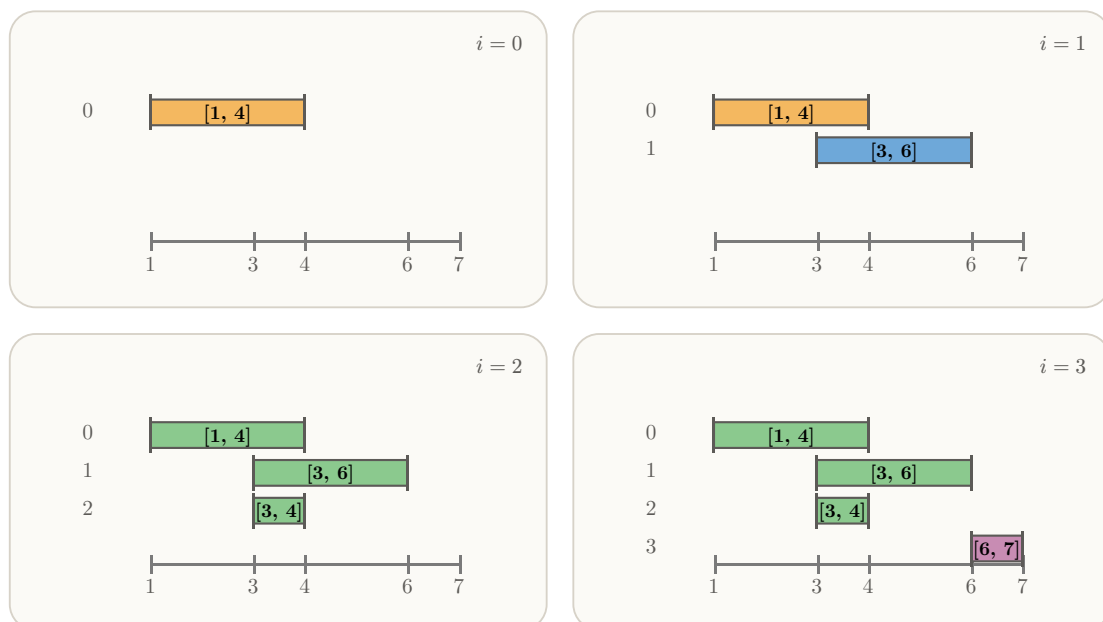 i = 0
0 [1, 4]
1 3 4 6 7
i = 1
0 [1, 4]
1 [3, 6]
1 3 4 6 7
i = 2
0 [1, 4]
1 [3, 6]
2 [3, 4]
1 3 4 6 7
i = 3
0 [1, 4]
1 [3, 6]
2 [3, 4]
3 [6, 7]
1 3 4 6 7